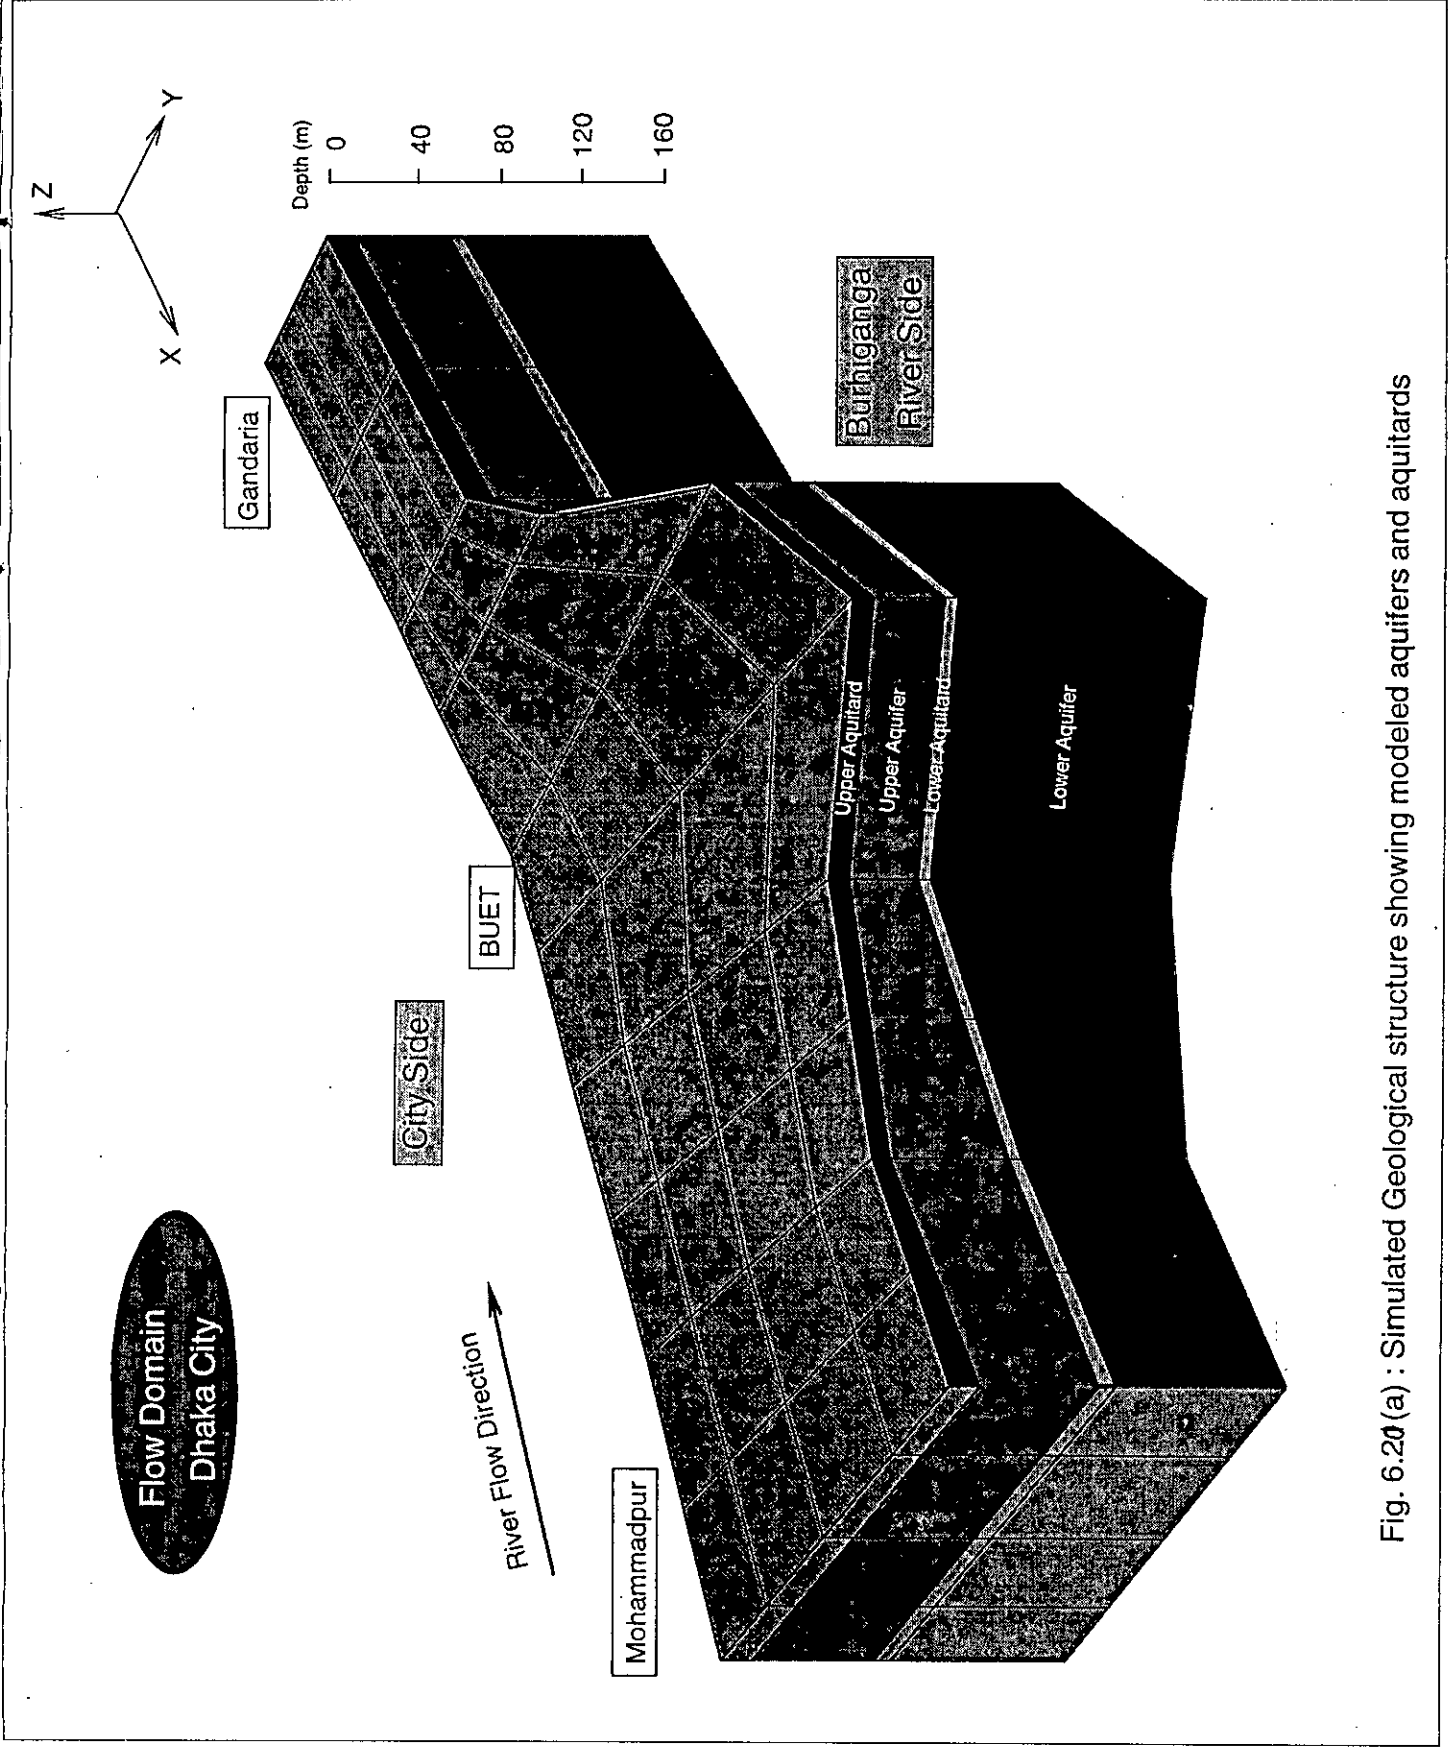 Flow Domain
Dhaka City
Z
X
Y
River Flow Direction
City Side
Mohammadpur
BUET
Gandaria
Depth (m)
0
40
80
120
160
Upper Aquitard
Upper Aquifer
Lower Aquitard
Lower Aquifer
Burhiganga
River Side
Fig. 6.20(a) : Simulated Geological structure showing modeled aquifers and aquitards